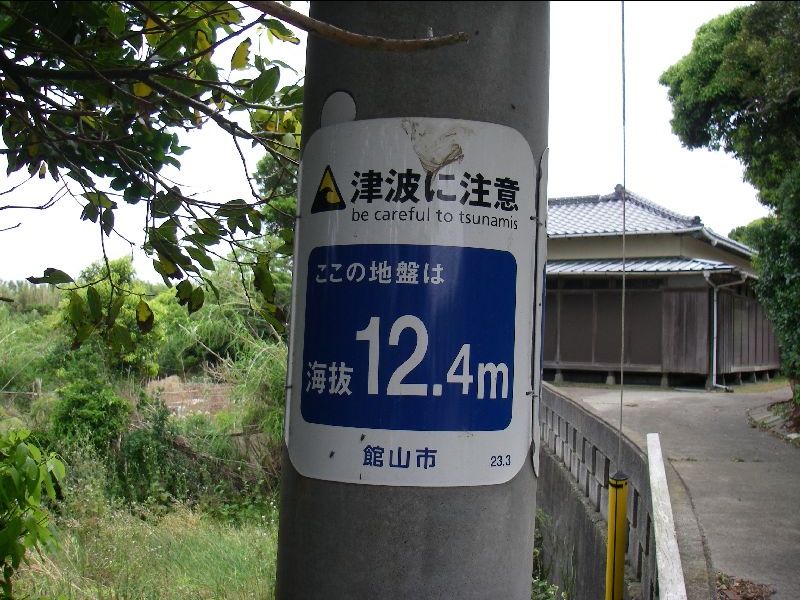 津波に注意
be careful to tsunamis
ここの地盤は
海抜12.4m
館山市 23.3